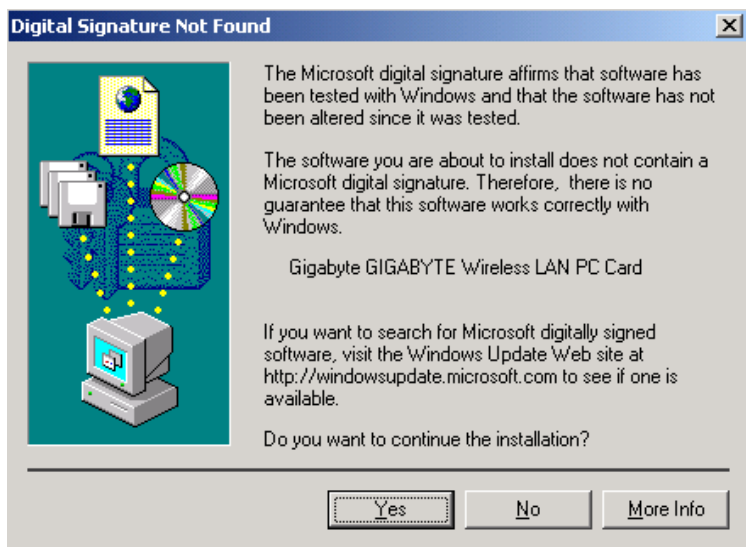 Digital Signature Not Found
The Microsoft digital signature affirms that software has
been tested with Windows and that the software has not
been altered since it was tested.
The software you are about to install does not contain a
Microsoft digital signature. Therefore,  there is no
guarantee that this software works correctly with
Windows.
Gigabyte GIGABYTE Wireless LAN PC Card
If you want to search for Microsoft digitally signed
software, visit the Windows Update Web site at
http://windowsupdate.microsoft.com to see if one is
available.
Do you want to continue the installation?
Yes
No
More Info